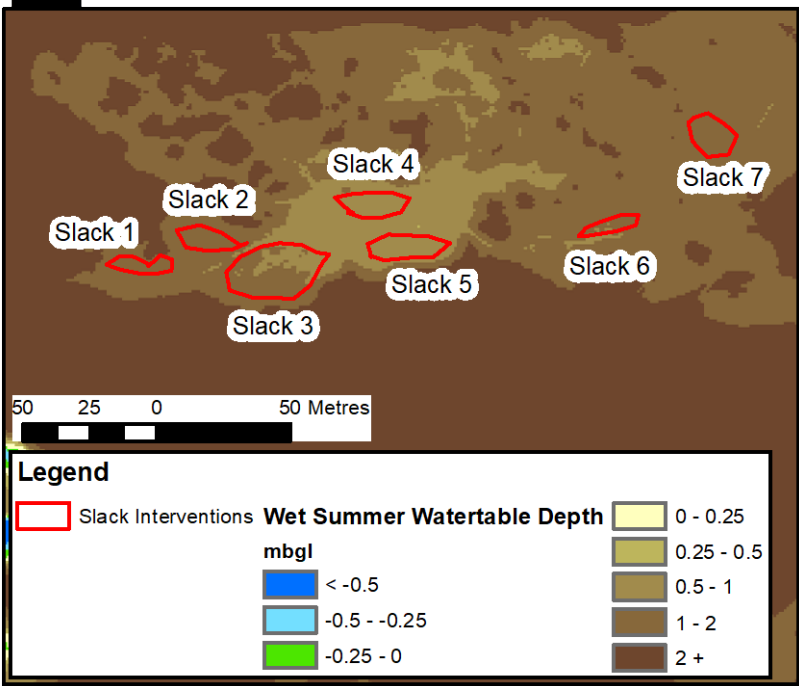 Slack 4
Slack 7
Slack 2
Slack 1
Slack 6
Slack 5
Slack 3
50 25 0 50 Metres
Legend
Slack Interventions
Wet Summer Watertable Depth
mbgl
< -0.5
-0.5 - -0.25
-0.25 - 0
0 - 0.25
0.25 - 0.5
0.5 - 1
1 - 2
2 +